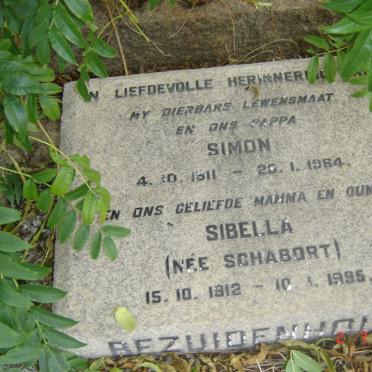 IN LIEFDEVOLLE HERINNERING
MY DIERBARE LEWENSMAAT
EN ONS PAPPA
SIMON
4.10.1911 – 20.1.1964.
EN ONS GELIEFDE MAMMA EN OUMA
SIBELLA
(NÉE SCHABORT)
15.10.1912 – 10.1.1995.
BEZUIDENHOUT